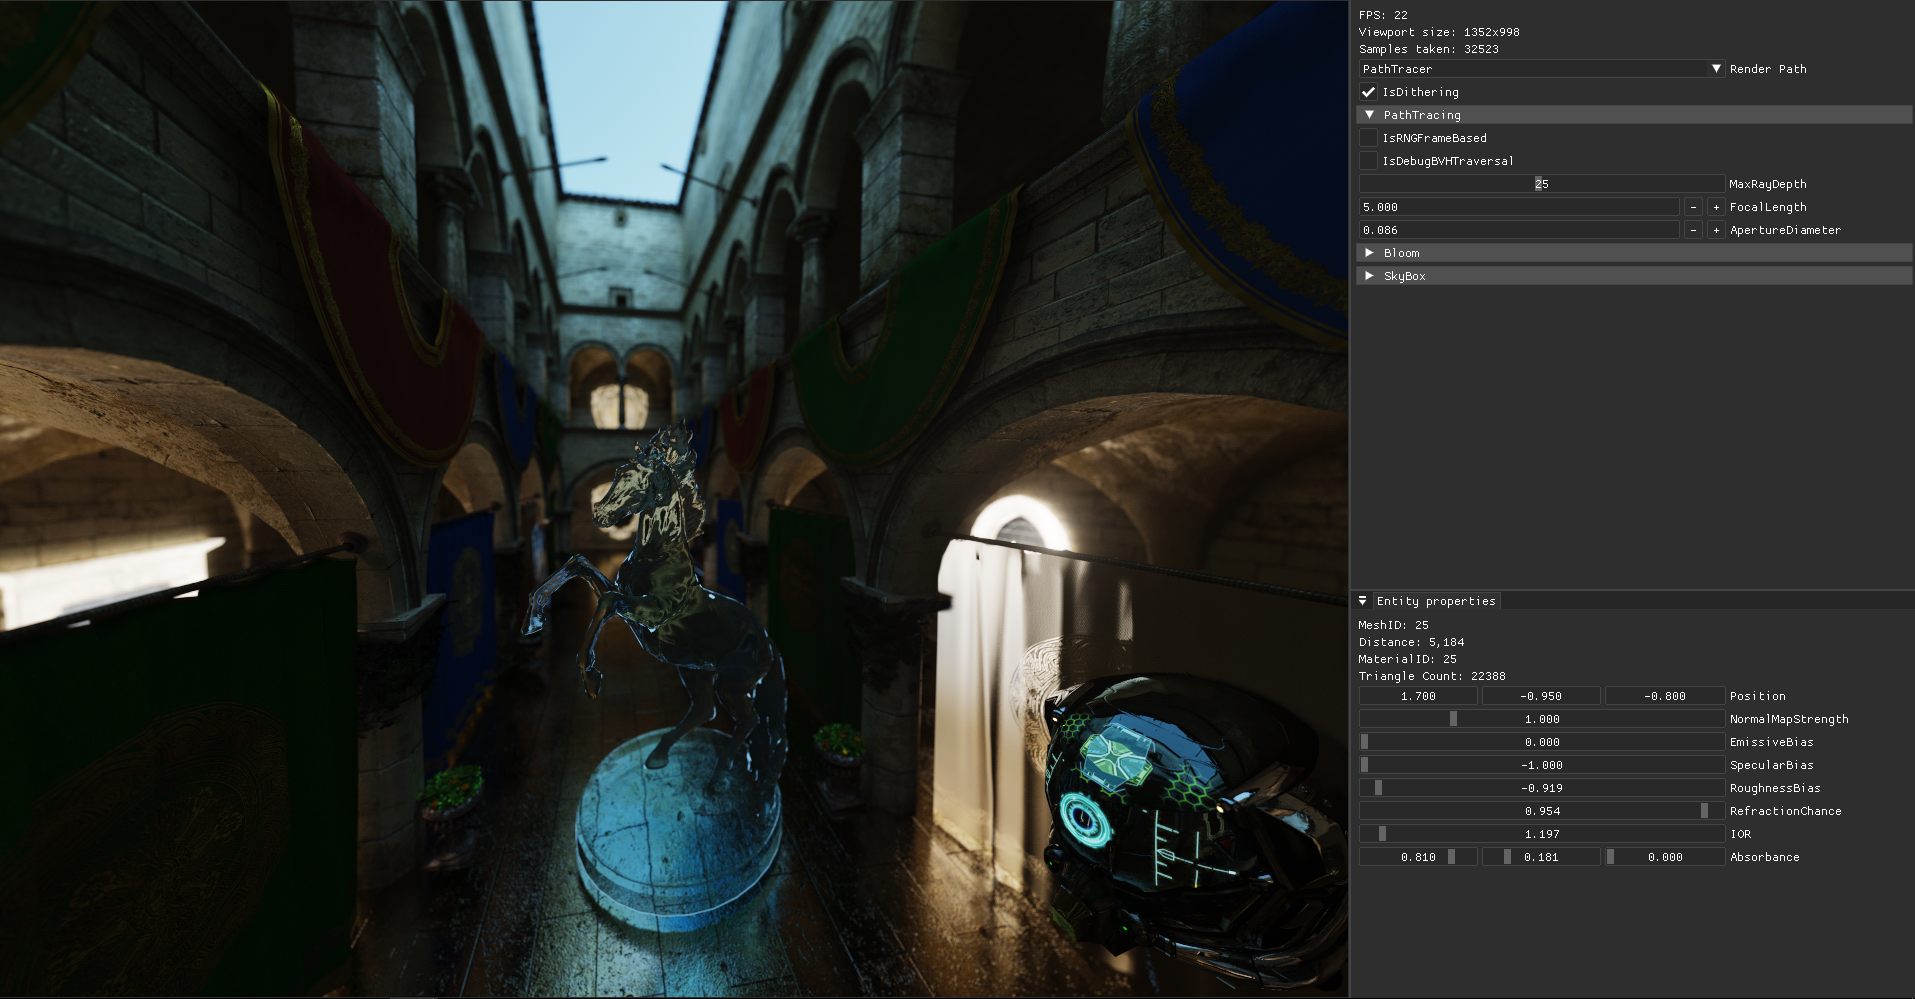 FPS: 22
Viewport size: 1352x998
Samples taken: 32523
PathTracer Render Path
IsDithering
PathTracing
IsRNGFrameBased
IsDebugBVHTraversal
25 MaxRayDepth
5.000 - + FocalLength
0.086 - + ApertureDiameter
Bloom
SkyBox
Entity properties
MeshID: 25
Distance: 5,184
MaterialID: 25
Triangle Count: 22388
1.700 -0.950 -0.800 Position
1.000 NormalMapStrength
0.000 EmissiveBias
-1.000 SpecularBias
-0.919 RoughnessBias
0.954 RefractionChance
1.197 IOR
0.810 0.181 0.000 Absorbance